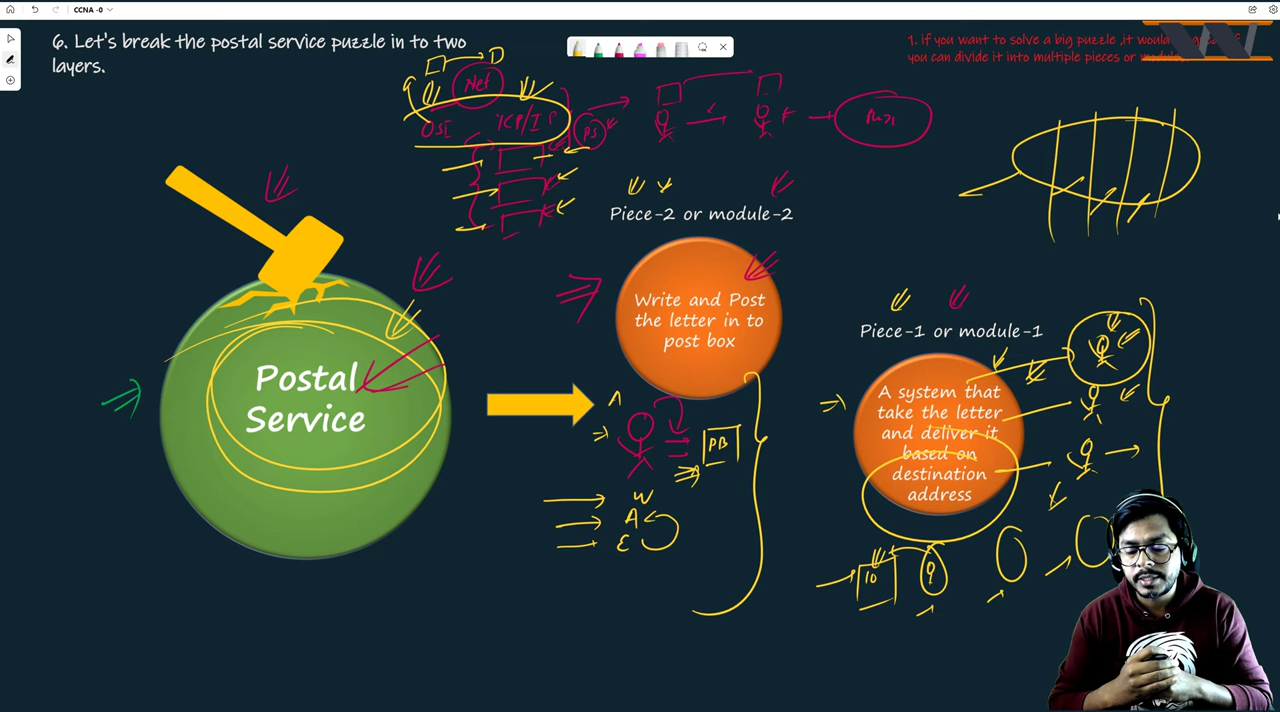 CCNA -0
6. Let's break the postal service puzzle in to two
layers.
1. if you want to solve a big puzzle ,it would
you can divide it into multiple pieces or
D
Net
OSI
TCP/IP
PS
Piece-2 or module-2
Write and Post
the letter in to
post box
Piece-1 or module-1
A system that
take the letter
and deliver it
based on
destination
address
Postal
Service
A
PB
W
A
E
10